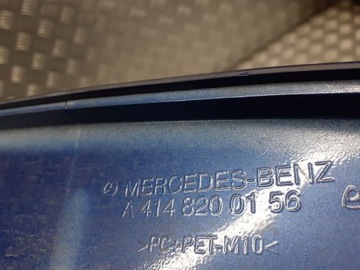 MERCEDES-BENZ
A 414 820 01 56
>PC+PET-M10<